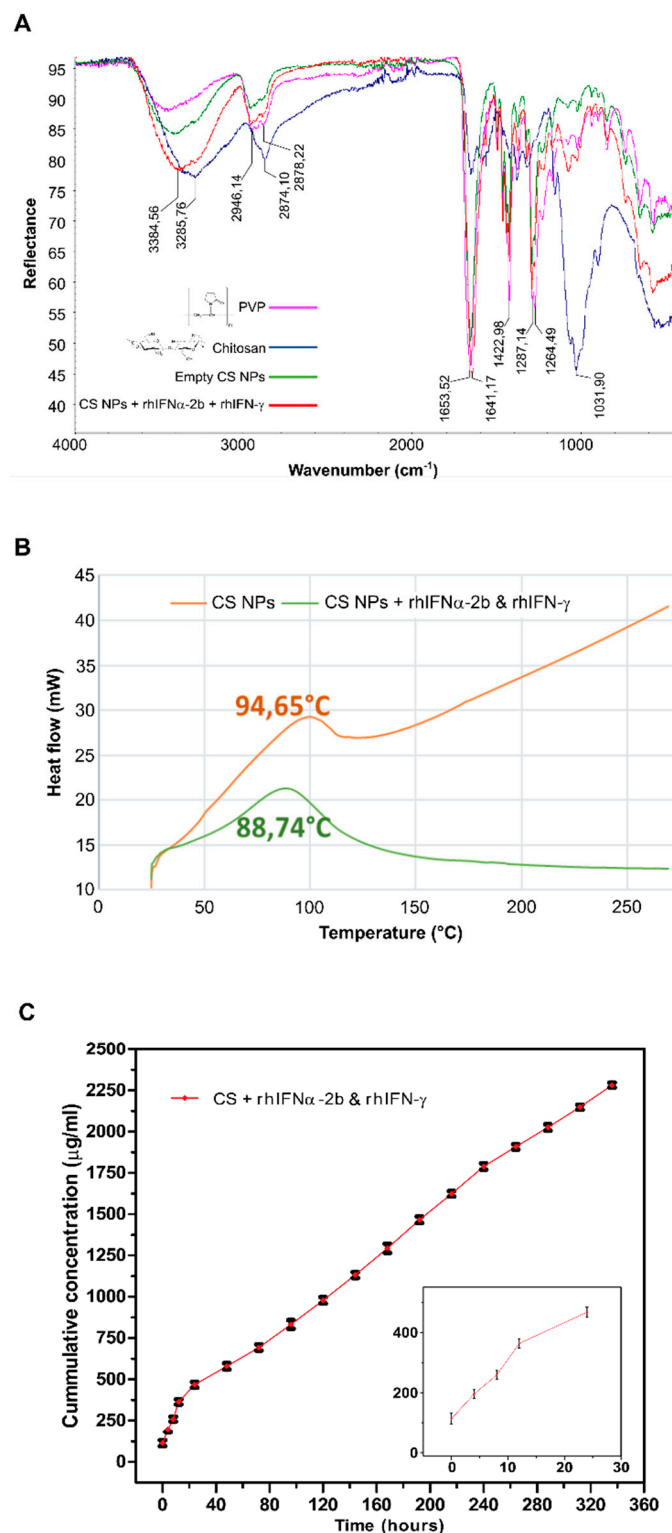 A
95
90
85
80
75
70
65
60
55
50
45
40
Reflectance
3384,56
3285,76
2946,14
2874,10
2878,22
1653,52
1641,17
1422,98
1287,14
1264,49
1031,90
PVP
Chitosan
Empty CS NPs
CS NPs + rhIFNα-2b + rhIFN-γ
4000 3000 2000 1000
Wavenumber (cm-1)
B
45
40
35
30
25
20
15
10
Heat flow (mW)
CS NPs CS NPs + rhIFNα-2b & rhIFN-γ
94,65°C
88,74°C
0 50 100 150 200 250
Temperature (°C)
C
2500
2250
2000
1750
1500
1250
1000
750
500
250
0
Cummulative concentration (µg/ml)
CS + rhIFNα-2b & rhIFN-γ
400
200
0
0 10 20 30
0 40 80 120 160 200 240 280 320 360
Time (hours)